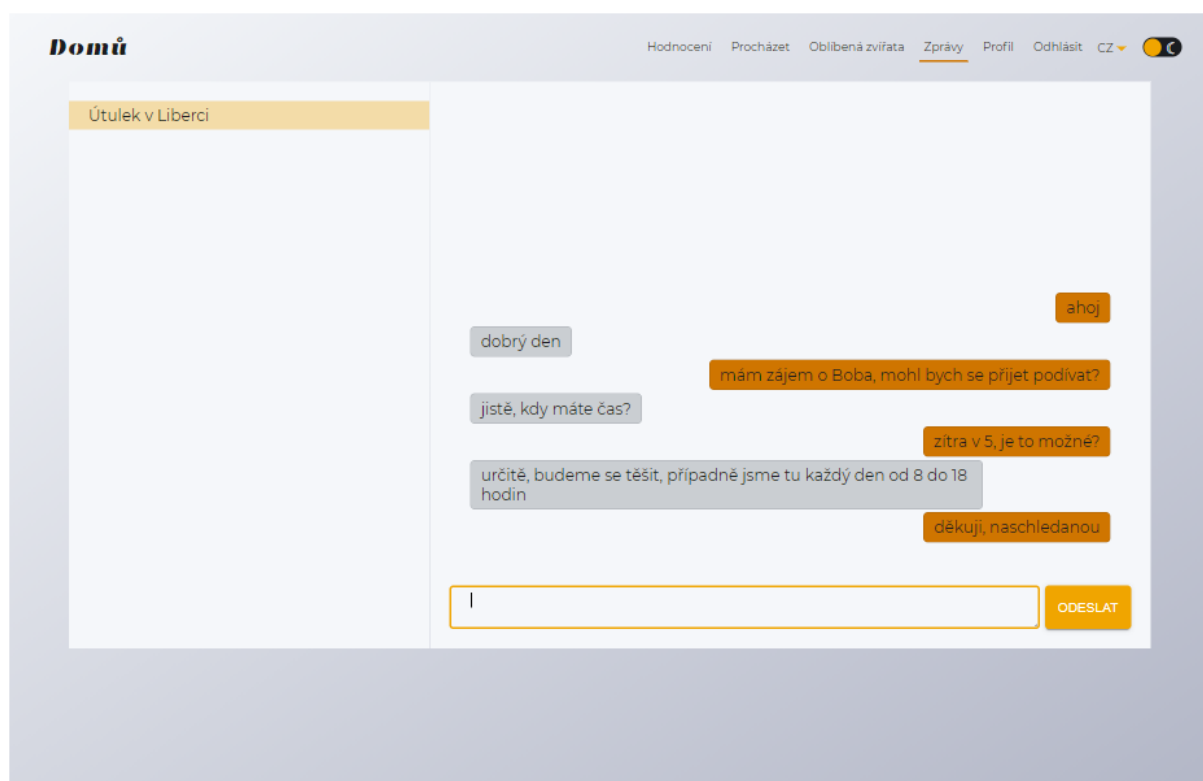 Domů
Hodnocení Procházet Oblíbená zvířata Zprávy Profil Odhlásit CZ
Útulek v Liberci
ahoj
dobrý den
mám zájem o Boba, mohl bych se přijet podívat?
jistě, kdy máte čas?
zítra v 5, je to možné?
určitě, budeme se těšit, případně jsme tu každý den od 8 do 18
hodin
děkuji, naschledanou
ODESLAT